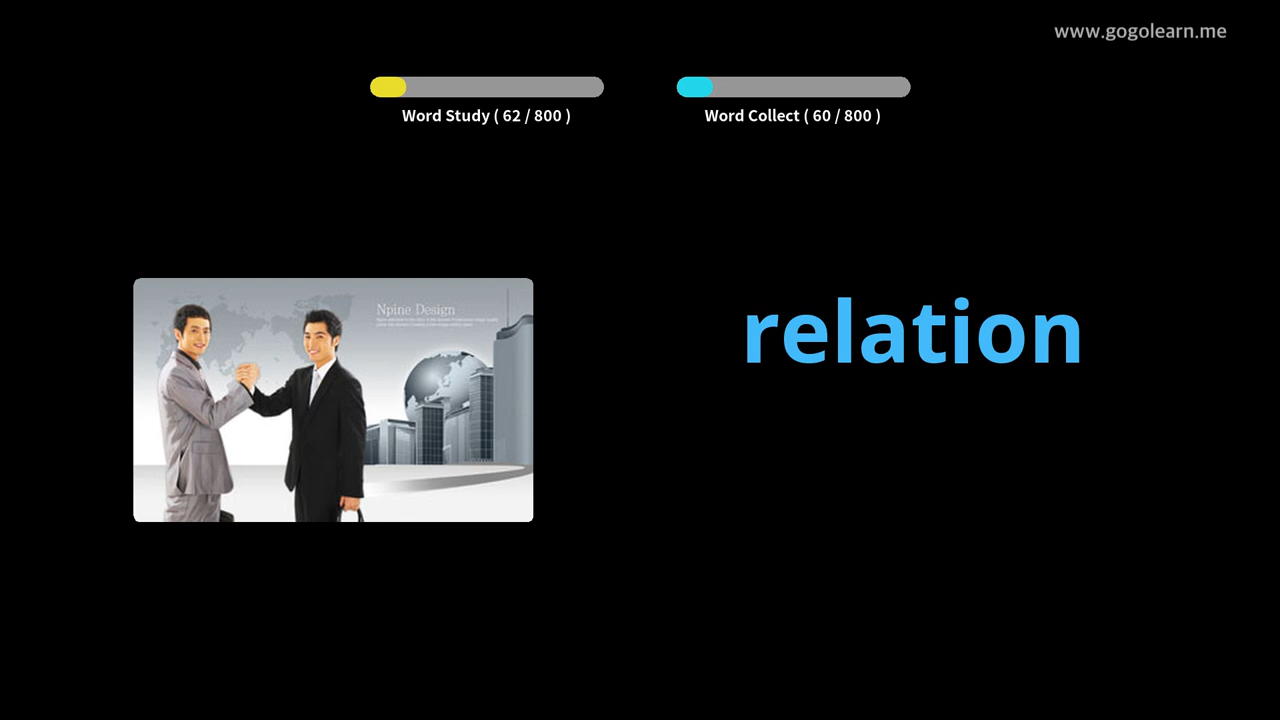 www.gogolearn.me
Word Study ( 62 / 800 )
Word Collect ( 60 / 800 )
Npine Design
relation